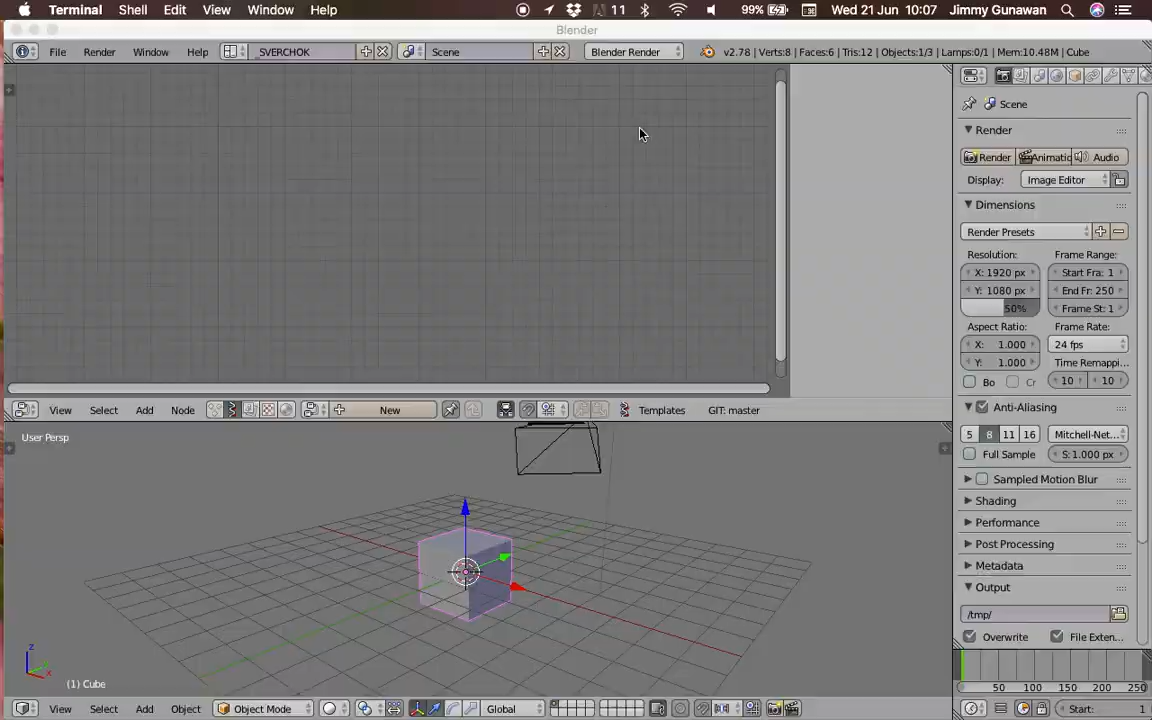 Terminal Shell Edit View Window Help 11 99% Wed 21 Jun 10:07 Jimmy Gunawan
Blender
File Render Window Help _SVERCHOK Scene Blender Render v2.78 | Verts:8 | Faces:6 | Tris:12 | Objects:1/3 | Lamps:0/1 | Mem:10.48M | Cube
Scene
Render
Render Animatic Audio
Display: Image Editor
Dimensions
Render Presets
Resolution: Frame Range:
X: 1920 px Start Fra: 1
Y: 1080 px End Fr: 250
50% Frame St: 1
Aspect Ratio: Frame Rate:
X: 1.000 24 fps
Y: 1.000 Time Remappi...
Bo Cr 10 10
Anti-Aliasing
5 8 11 16 Mitchell-Net...
Full Sample S: 1.000 px
Sampled Motion Blur
Shading
Performance
Post Processing
Metadata
Output
/tmp/
Overwrite File Exten...
View Select Add Node New Templates GIT: master
User Persp
z
x
(1) Cube
50 100 150 200 250
View Select Add Object Object Mode Global Start: 1